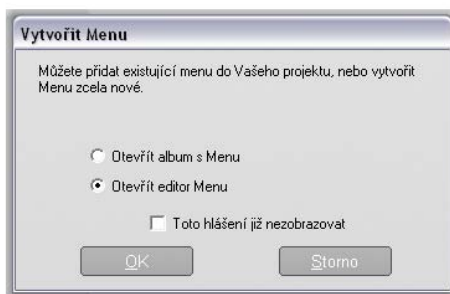 Vytvořit Menu
Můžete přidat existující menu do Vašeho projektu, nebo vytvořit
Menu zcela nové.
Otevřít album s Menu
Otevřít editor Menu
Toto hlášení již nezobrazovat
OK
Storno